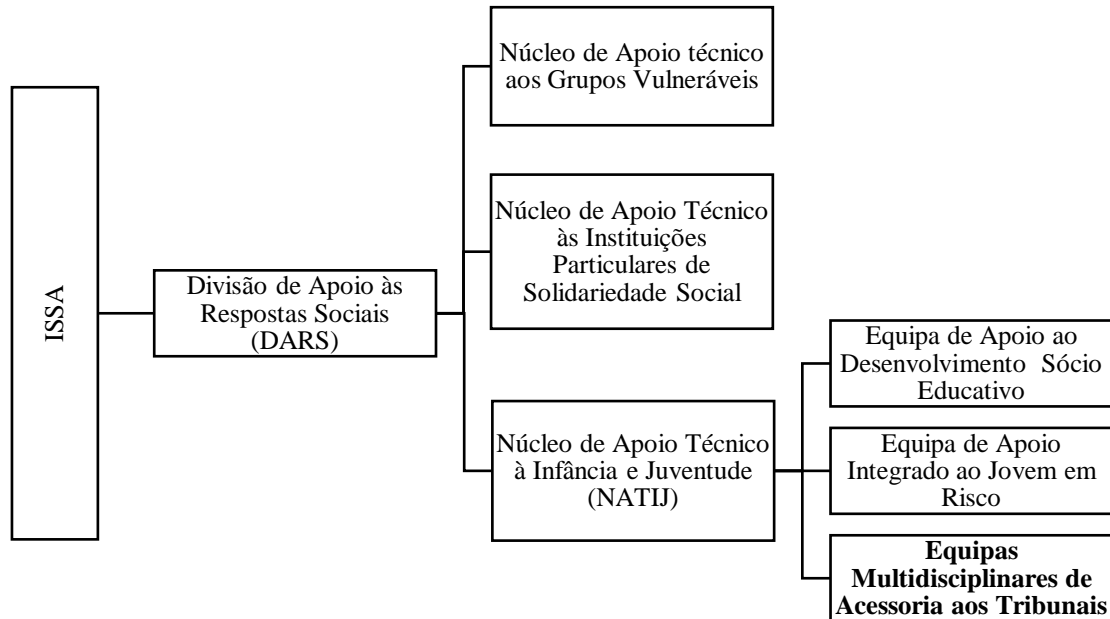 ISSA
Divisão de Apoio às
Respostas Sociais
(DARS)
Núcleo de Apoio técnico
aos Grupos Vulneráveis
Núcleo de Apoio Técnico
às Instituições
Particulares de
Solidariedade Social
Núcleo de Apoio Técnico
à Infância e Juventude
(NATIJ)
Equipa de Apoio ao
Desenvolvimento Sócio
Educativo
Equipa de Apoio
Integrado ao Jovem em
Risco
Equipas
Multidisciplinares de
Acessoria aos Tribunais